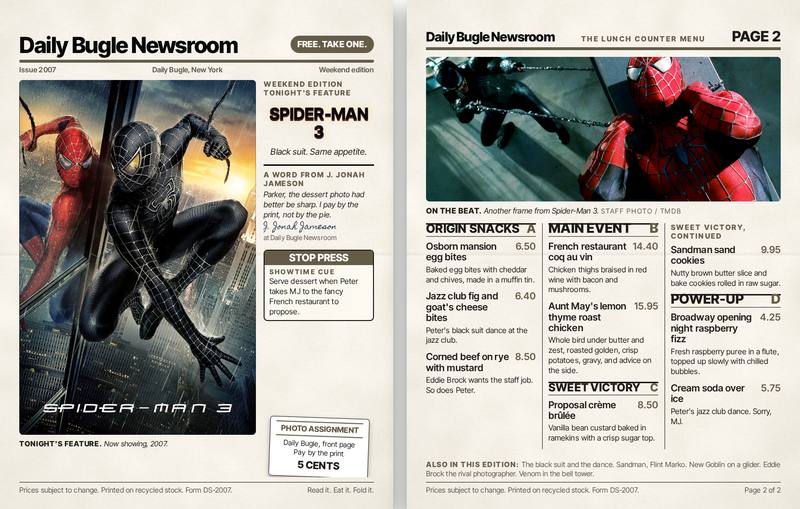 Daily Bugle Newsroom
FREE. TAKE ONE.
Issue 2007
Daily Bugle, New York
Weekend edition
WEEKEND EDITION
TONIGHT'S FEATURE
SPIDER-MAN
3
Black suit. Same appetite.
A WORD FROM J. JONAH
JAMESON
Parker, the dessert photo had
better be sharp. I pay by the
print, not by the pie.
J. Jonah Jameson
at Daily Bugle Newsroom
STOP PRESS
SHOWTIME CUE
Serve dessert when Peter
takes MJ to the fancy
French restaurant to
propose.
SPIDER-MAN 3
PHOTO ASSIGNMENT
Daily Bugle, front page
Pay by the print
5 CENTS
TONIGHT'S FEATURE. Now showing, 2007.
Prices subject to change. Printed on recycled stock. Form DS-2007.
Read it. Eat it. Fold it.
Daily Bugle Newsroom
THE LUNCH COUNTER MENU
PAGE 2
ON THE BEAT. Another frame from Spider-Man 3. STAFF PHOTO / TMDB
ORIGIN SNACKS A
Osborn mansion 6.50
egg bites
Baked egg bites with cheddar
and chives, made in a muffin tin.
Jazz club fig and 6.40
goat's cheese
bites
Peter's black suit dance at the
jazz club.
Corned beef on rye 8.50
with mustard
Eddie Brock wants the staff job.
So does Peter.
MAIN EVENT B
French restaurant 14.40
coq au vin
Chicken thighs braised in red
wine with bacon and
mushrooms.
Aunt May's lemon 15.95
thyme roast
chicken
Whole bird under butter and
zest, roasted golden, crisp
potatoes, gravy, and advice on
the side.
SWEET VICTORY C
Proposal crème 8.50
brûlée
Vanilla bean custard baked in
ramekins with a crisp sugar top.
SWEET VICTORY,
CONTINUED
Sandman sand 9.95
cookies
Nutty brown butter slice and
bake cookies rolled in raw sugar.
POWER-UP D
Broadway opening 4.25
night raspberry
fizz
Fresh raspberry puree in a flute,
topped up slowly with chilled
bubbles.
Cream soda over 5.75
ice
Peter's jazz club dance. Sorry,
MJ.
ALSO IN THIS EDITION: The black suit and the dance. Sandman, Flint Marko. New Goblin on a glider. Eddie
Brock the rival photographer. Venom in the bell tower.
Prices subject to change. Printed on recycled stock. Form DS-2007.
Page 2 of 2